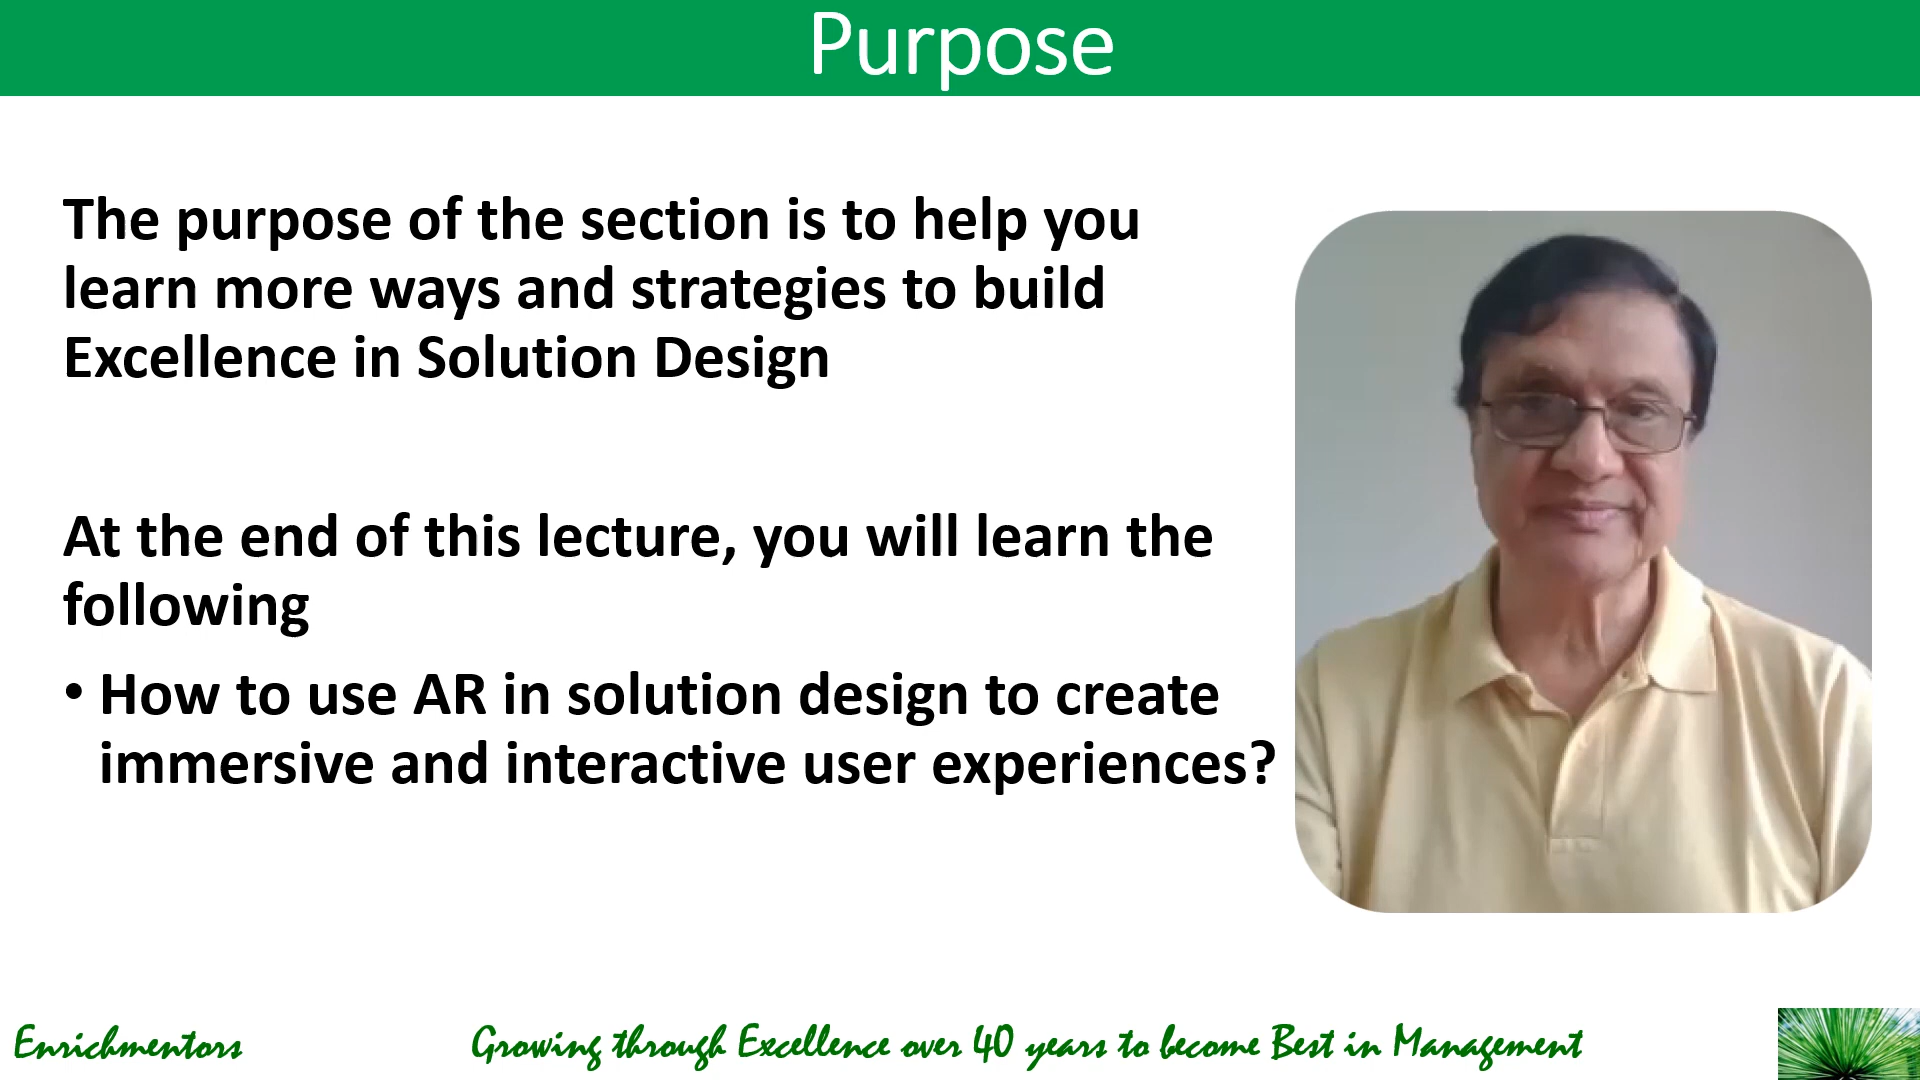 Purpose
The purpose of the section is to help you
learn more ways and strategies to build
Excellence in Solution Design
At the end of this lecture, you will learn the
following
• How to use AR in solution design to create
immersive and interactive user experiences?
Enrichmentors
Growing through Excellence over 40 years to become Best in Management